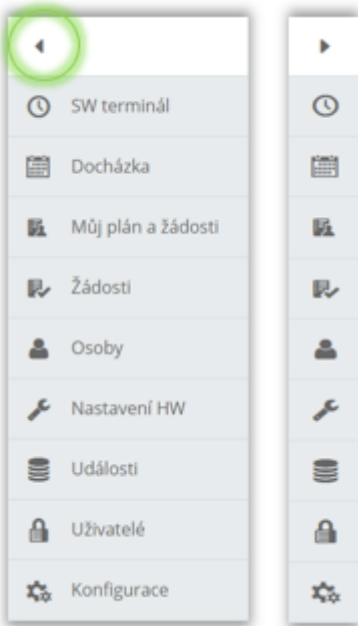 SW terminál
Docházka
Můj plán a žádosti
Žádosti
Osoby
Nastavení HW
Události
Uživatelé
Konfigurace